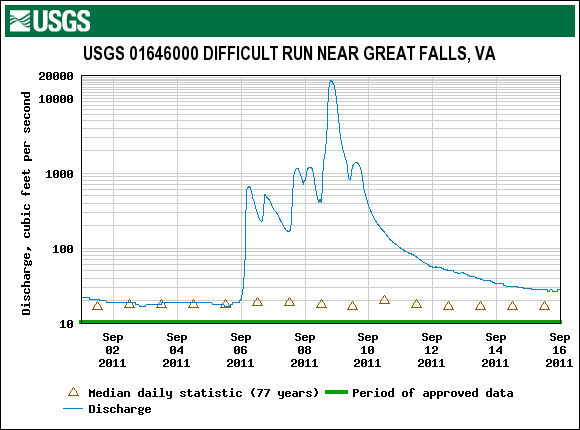 USGS
USGS 01646000 DIFFICULT RUN NEAR GREAT FALLS, VA
Discharge, cubic feet per second
20000
10000
1000
100
10
Sep 02 2011
Sep 04 2011
Sep 06 2011
Sep 08 2011
Sep 10 2011
Sep 12 2011
Sep 14 2011
Sep 16 2011
Median daily statistic (77 years)
Period of approved data
Discharge